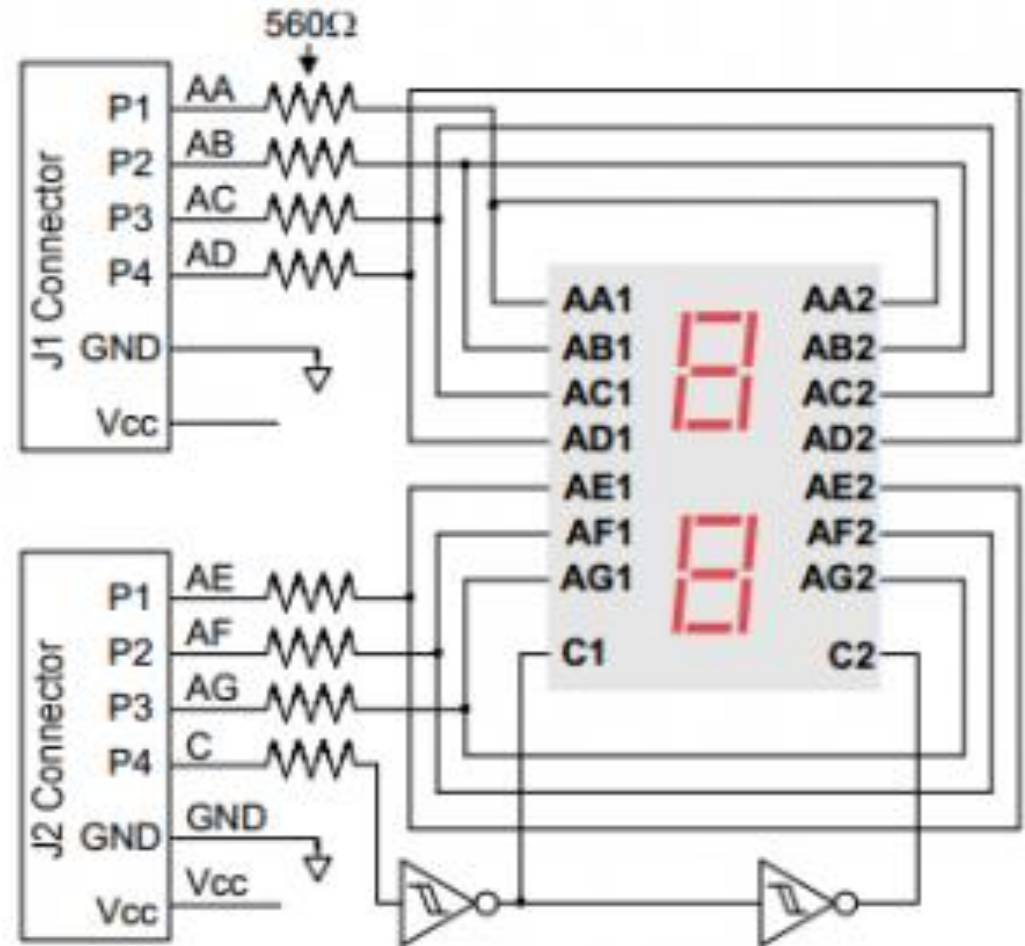 560Ω
J1 Connector
P1 AA
P2 AB
P3 AC
P4 AD
GND
Vcc
AA1 AA2
AB1 AB2
AC1 AC2
AD1 AD2
AE1 AE2
AF1 AF2
AG1 AG2
C1 C2
J2 Connector
P1 AE
P2 AF
P3 AG
P4 C
GND GND
Vcc Vcc